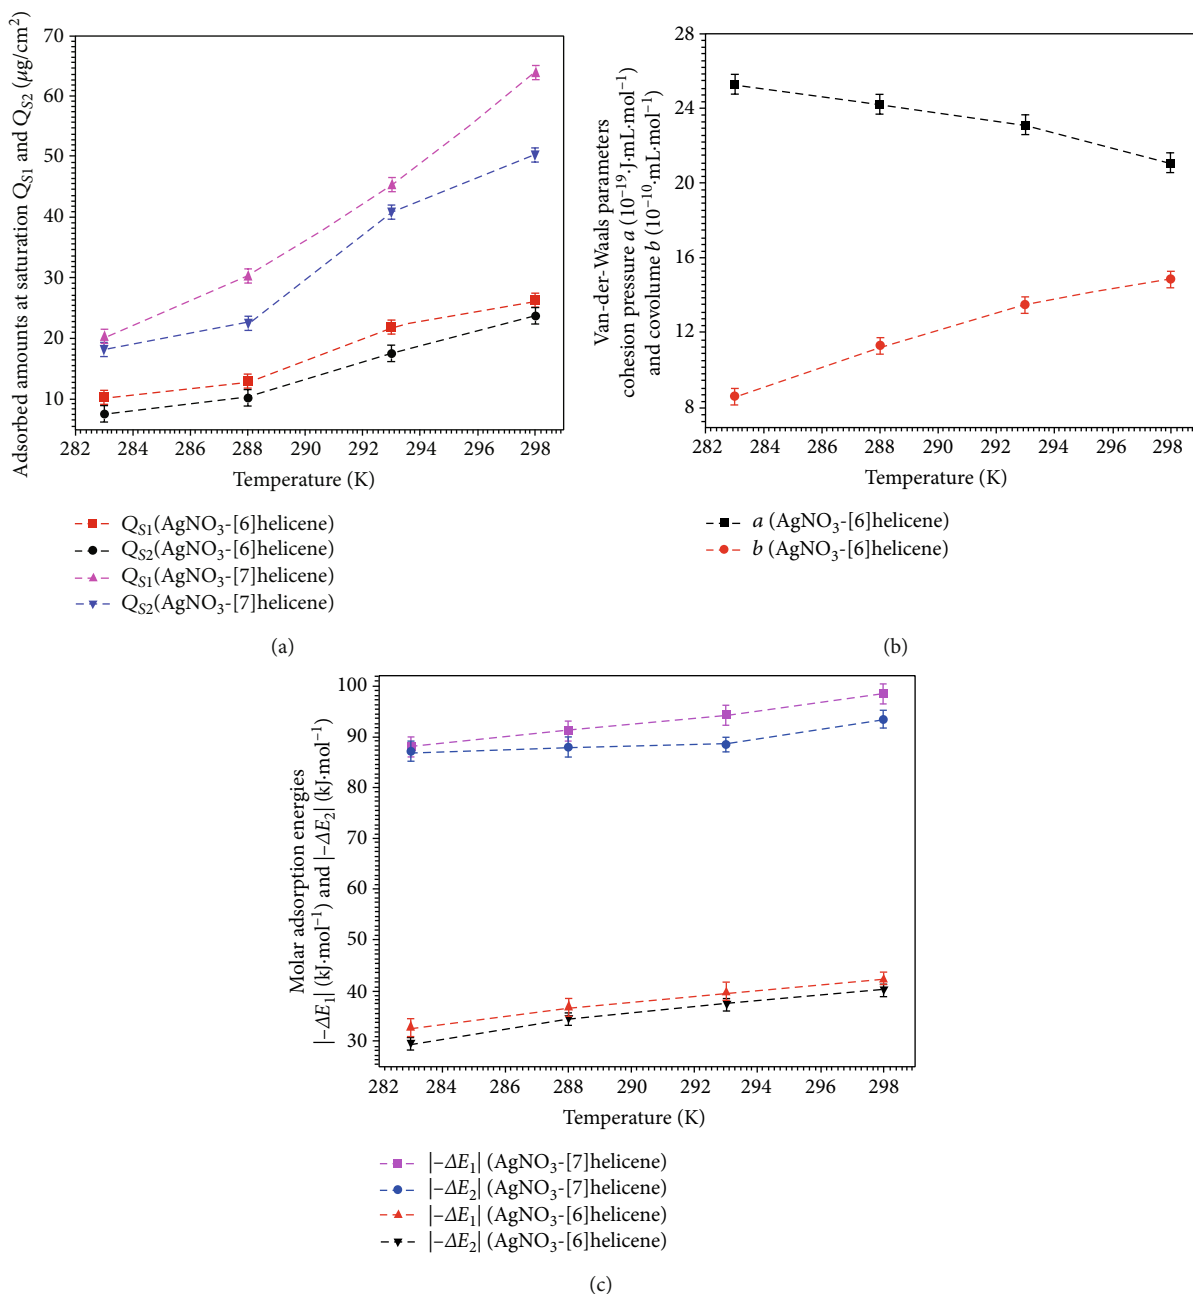 Adsorbed amounts at saturation Q_S1 and Q_S2 (μg/cm²)
70
60
50
40
30
20
10
282 284 286 288 290 292 294 296 298
Temperature (K)
Q_S1(AgNO₃-[6]helicene)
Q_S2(AgNO₃-[6]helicene)
Q_S1(AgNO₃-[7]helicene)
Q_S2(AgNO₃-[7]helicene)
(a)
Van-der-Waals parameters
cohesion pressure a (10⁻¹⁹·J·mL·mol⁻¹)
and covolume b (10⁻¹⁰·mL·mol⁻¹)
28
24
20
16
12
8
282 284 286 288 290 292 294 296 298
Temperature (K)
a (AgNO₃-[6]helicene)
b (AgNO₃-[6]helicene)
(b)
Molar adsorption energies
|−ΔE₁| (kJ·mol⁻¹) and |−ΔE₂| (kJ·mol⁻¹)
100
90
80
70
60
50
40
30
282 284 286 288 290 292 294 296 298
Temperature (K)
|−ΔE₁| (AgNO₃-[7]helicene)
|−ΔE₂| (AgNO₃-[7]helicene)
|−ΔE₁| (AgNO₃-[6]helicene)
|−ΔE₂| (AgNO₃-[6]helicene)
(c)